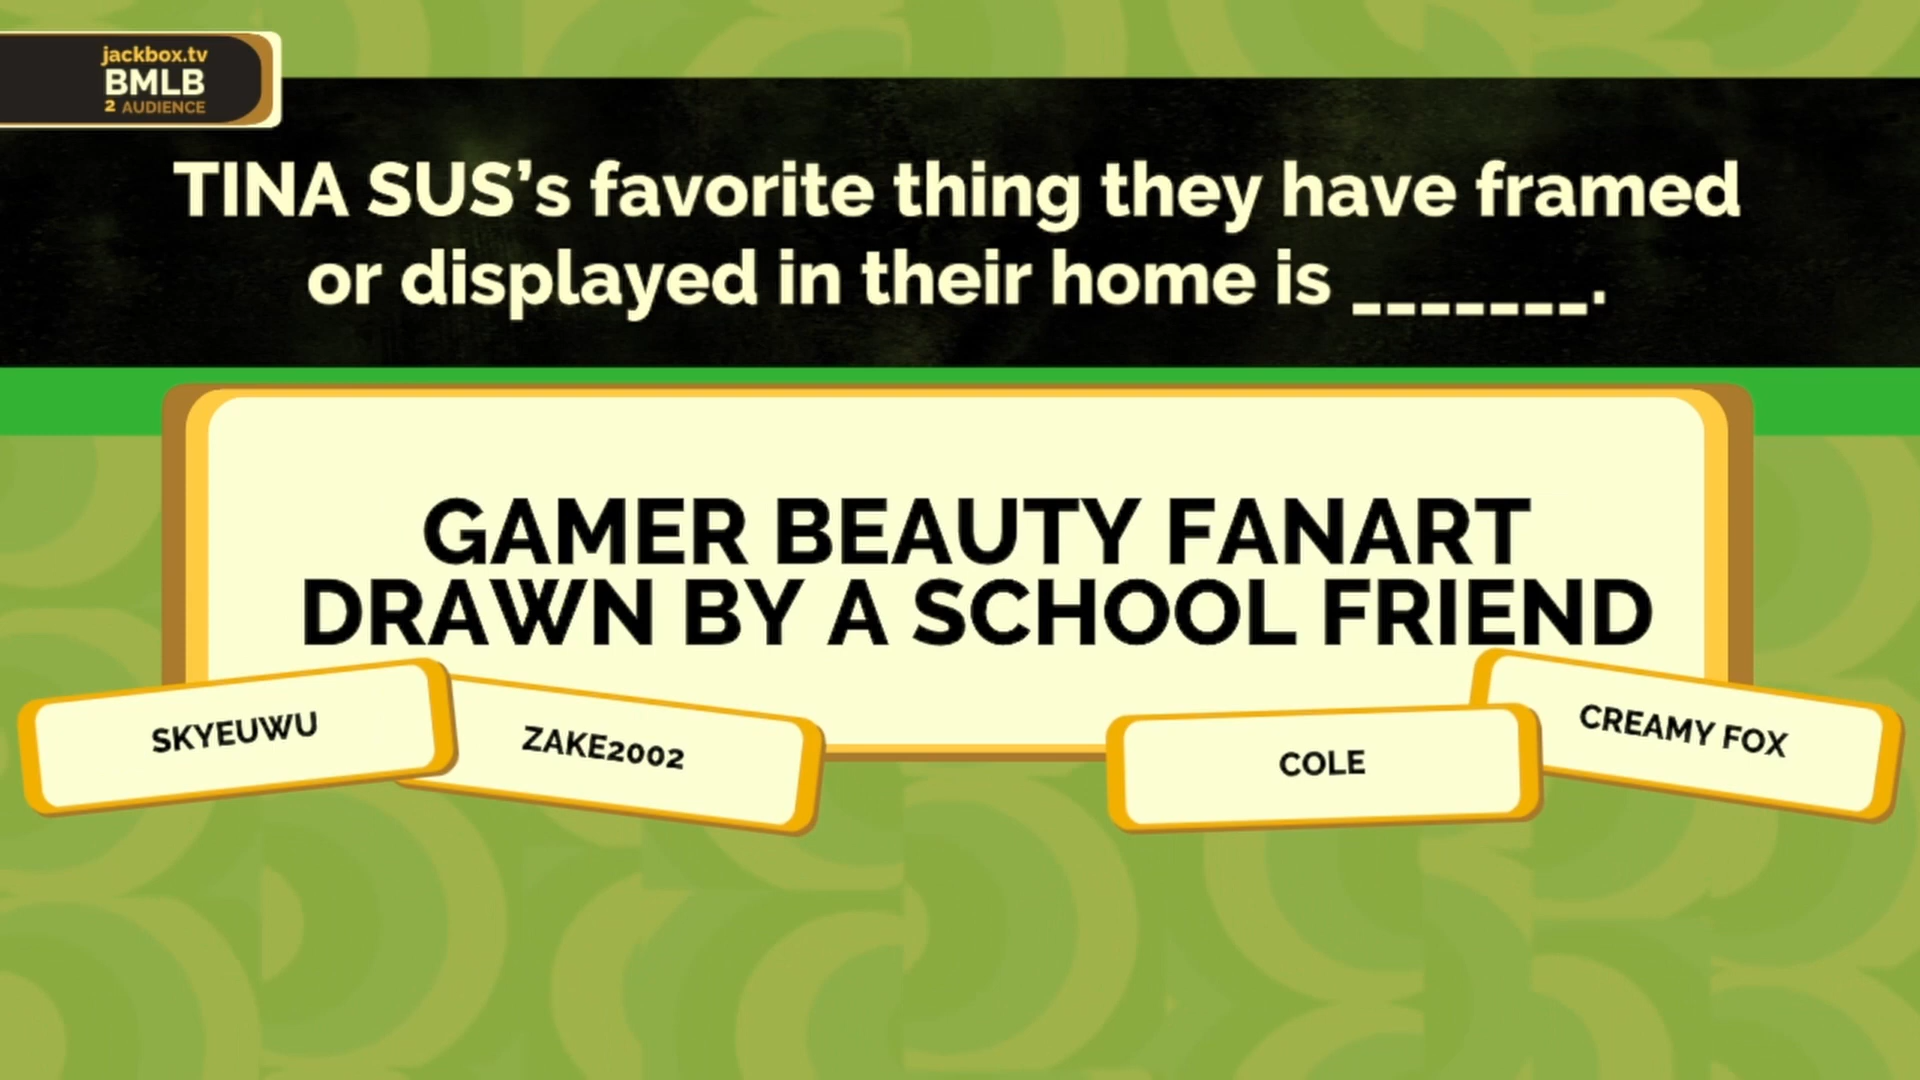 jackbox.tv
BMLB
2 AUDIENCE
TINA SUS’s favorite thing they have framed
or displayed in their home is _______.
GAMER BEAUTY FANART
DRAWN BY A SCHOOL FRIEND
SKYEUWU
ZAKE2002
COLE
CREAMY FOX